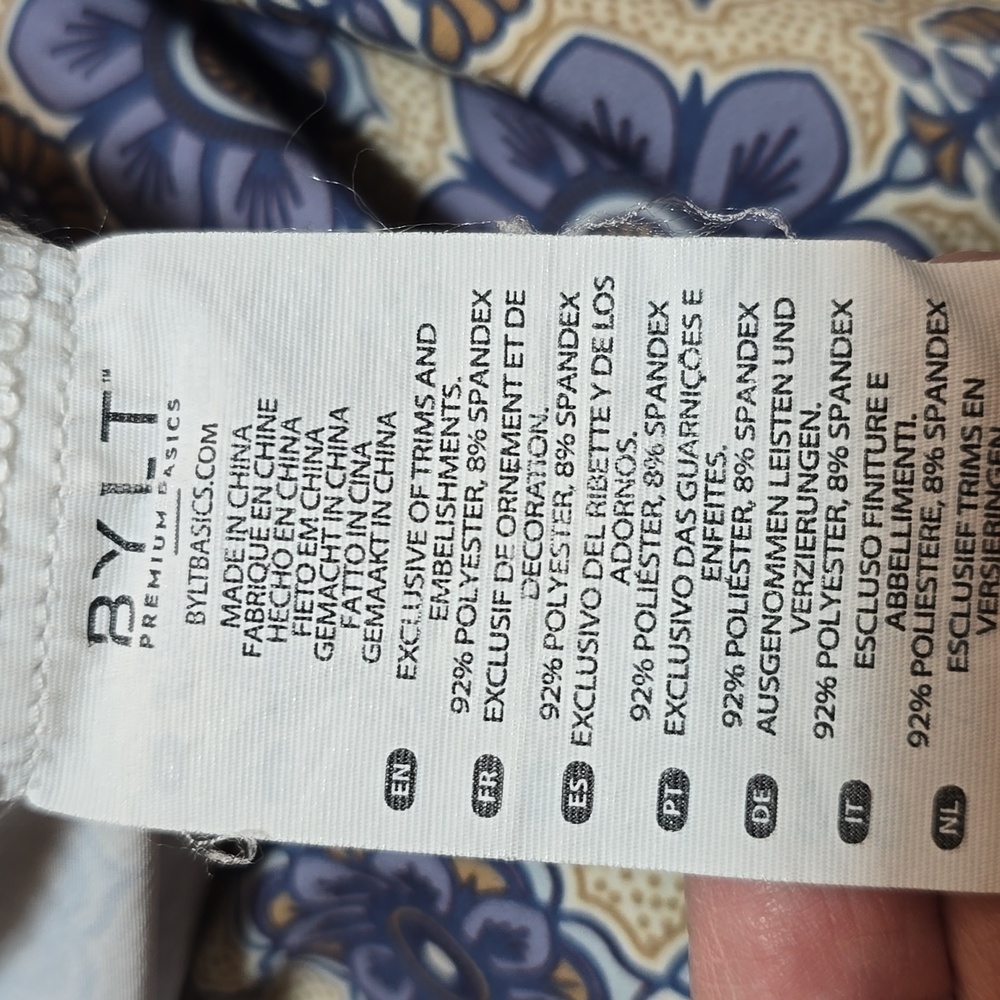 BYLT™
PREMIUM BASICS
BYLTBASICS.COM
MADE IN CHINA
FABRIQUE EN CHINE
HECHO EN CHINA
FIETO EM CHINA
GEMACHT IN CHINA
FATTO IN CINA
GEMAAKT IN CHINA
EN EXCLUSIVE OF TRIMS AND
EMBELISHMENTS.
92% POLYESTER, 8% SPANDEX
FR EXCLUSIF DE ORNEMENT ET DE
DECORATION.
92% POLYESTER, 8% SPANDEX
ES EXCLUSIVO DEL RIBETTE Y DE LOS
ADORNOS.
92% POLIÉSTER, 8% SPANDEX
PT EXCLUSIVO DAS GUARNIÇÕES E
ENFEITES.
92% POLIÉSTER, 8% SPANDEX
DE AUSGENOMMEN LEISTEN UND
VERZIERUNGEN.
92% POLYESTER, 8% SPANDEX
IT ESCLUSO FINITURE E
ABBELLIMENTI.
92% POLIESTERE, 8% SPANDEX
NL ESCLUSIEF TRIMS EN
VERSIERINGEN.